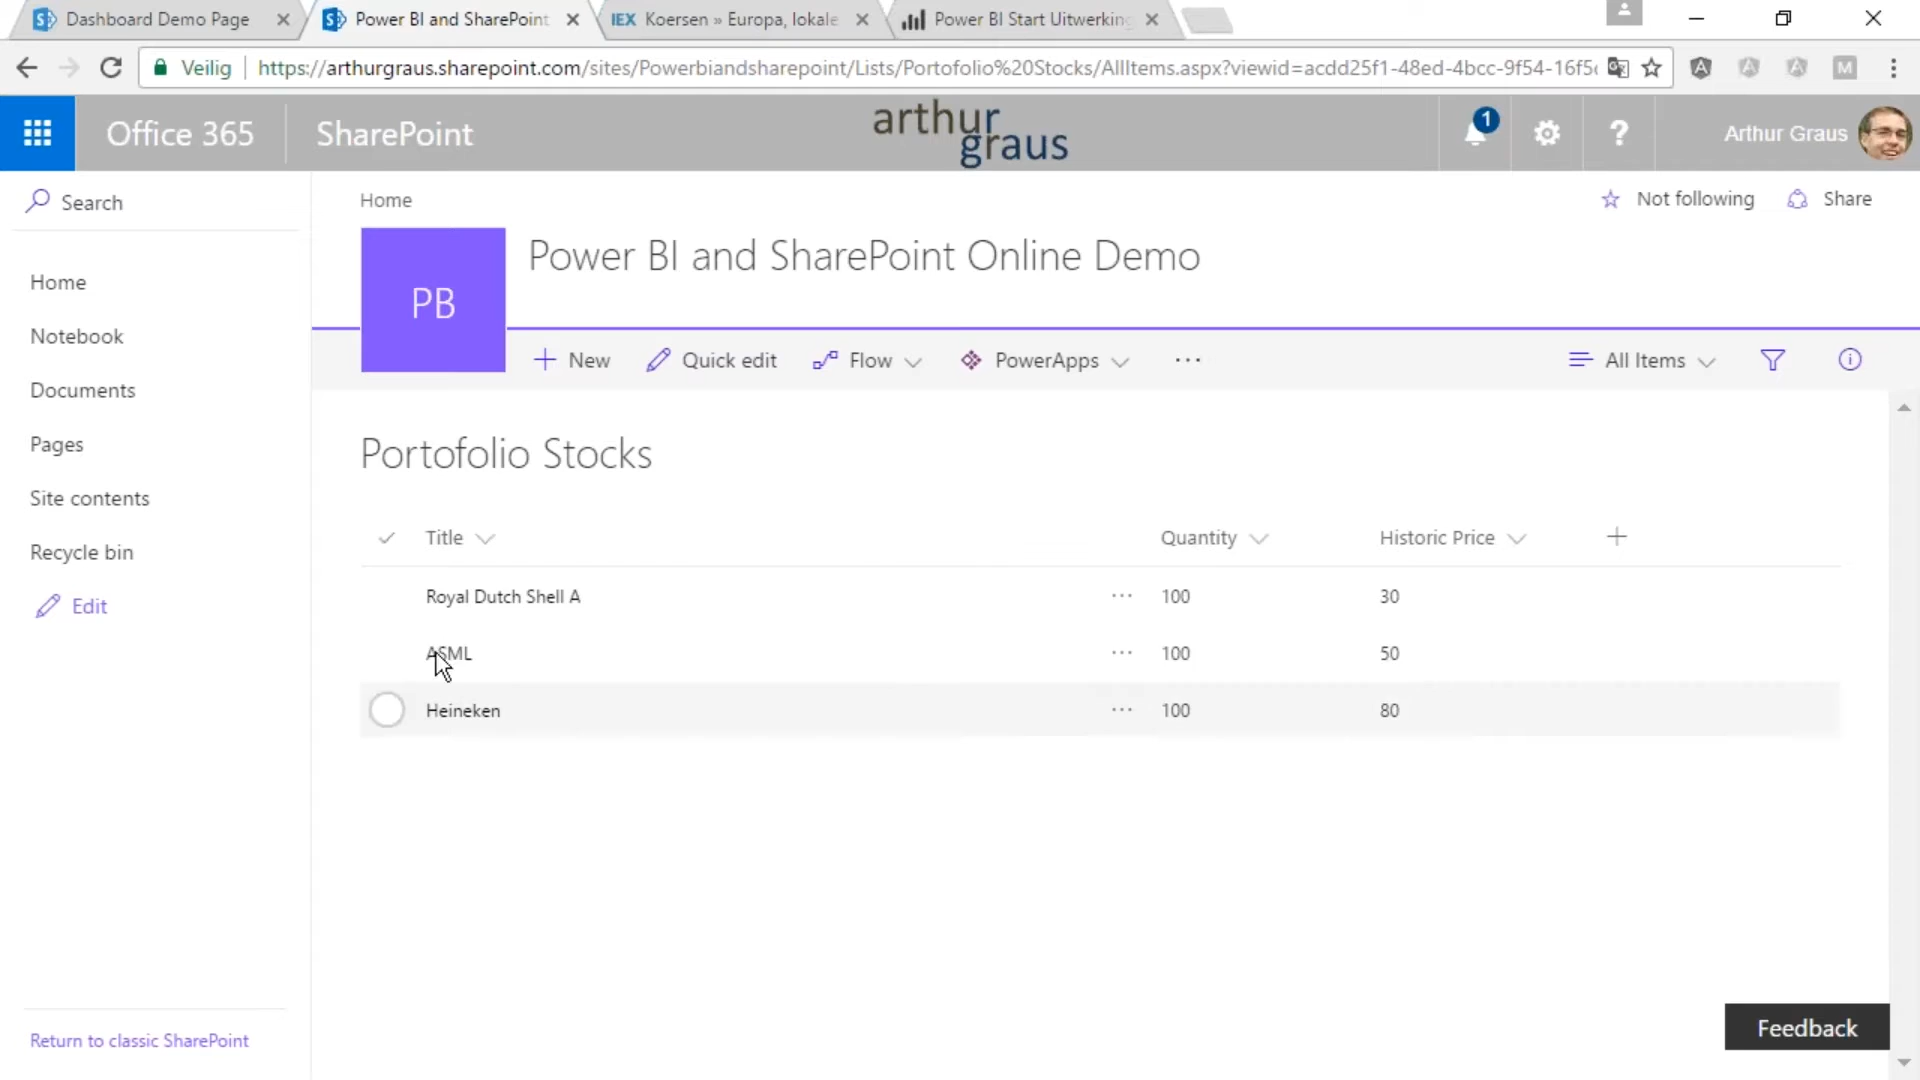 Dashboard Demo Page
Power BI and SharePoint
IEX Koersen » Europa, lokale
Power BI Start Uitwerking
Veilig
https://arthurgraus.sharepoint.com/sites/Powerbiandsharepoint/Lists/Portofolio%20Stocks/AllItems.aspx?viewid=acdd25f1-48ed-4bcc-9f54-16f5
M
Office 365
SharePoint
arthur
graus
1
?
Arthur Graus
Search
Home
Not following
Share
PB
Power BI and SharePoint Online Demo
Home
Notebook
Documents
Pages
Site contents
Recycle bin
Edit
New
Quick edit
Flow
PowerApps
...
All Items
Portofolio Stocks
Title Quantity Historic Price
Royal Dutch Shell A ... 100 30
ASML ... 100 50
Heineken ... 100 80
Return to classic SharePoint
Feedback